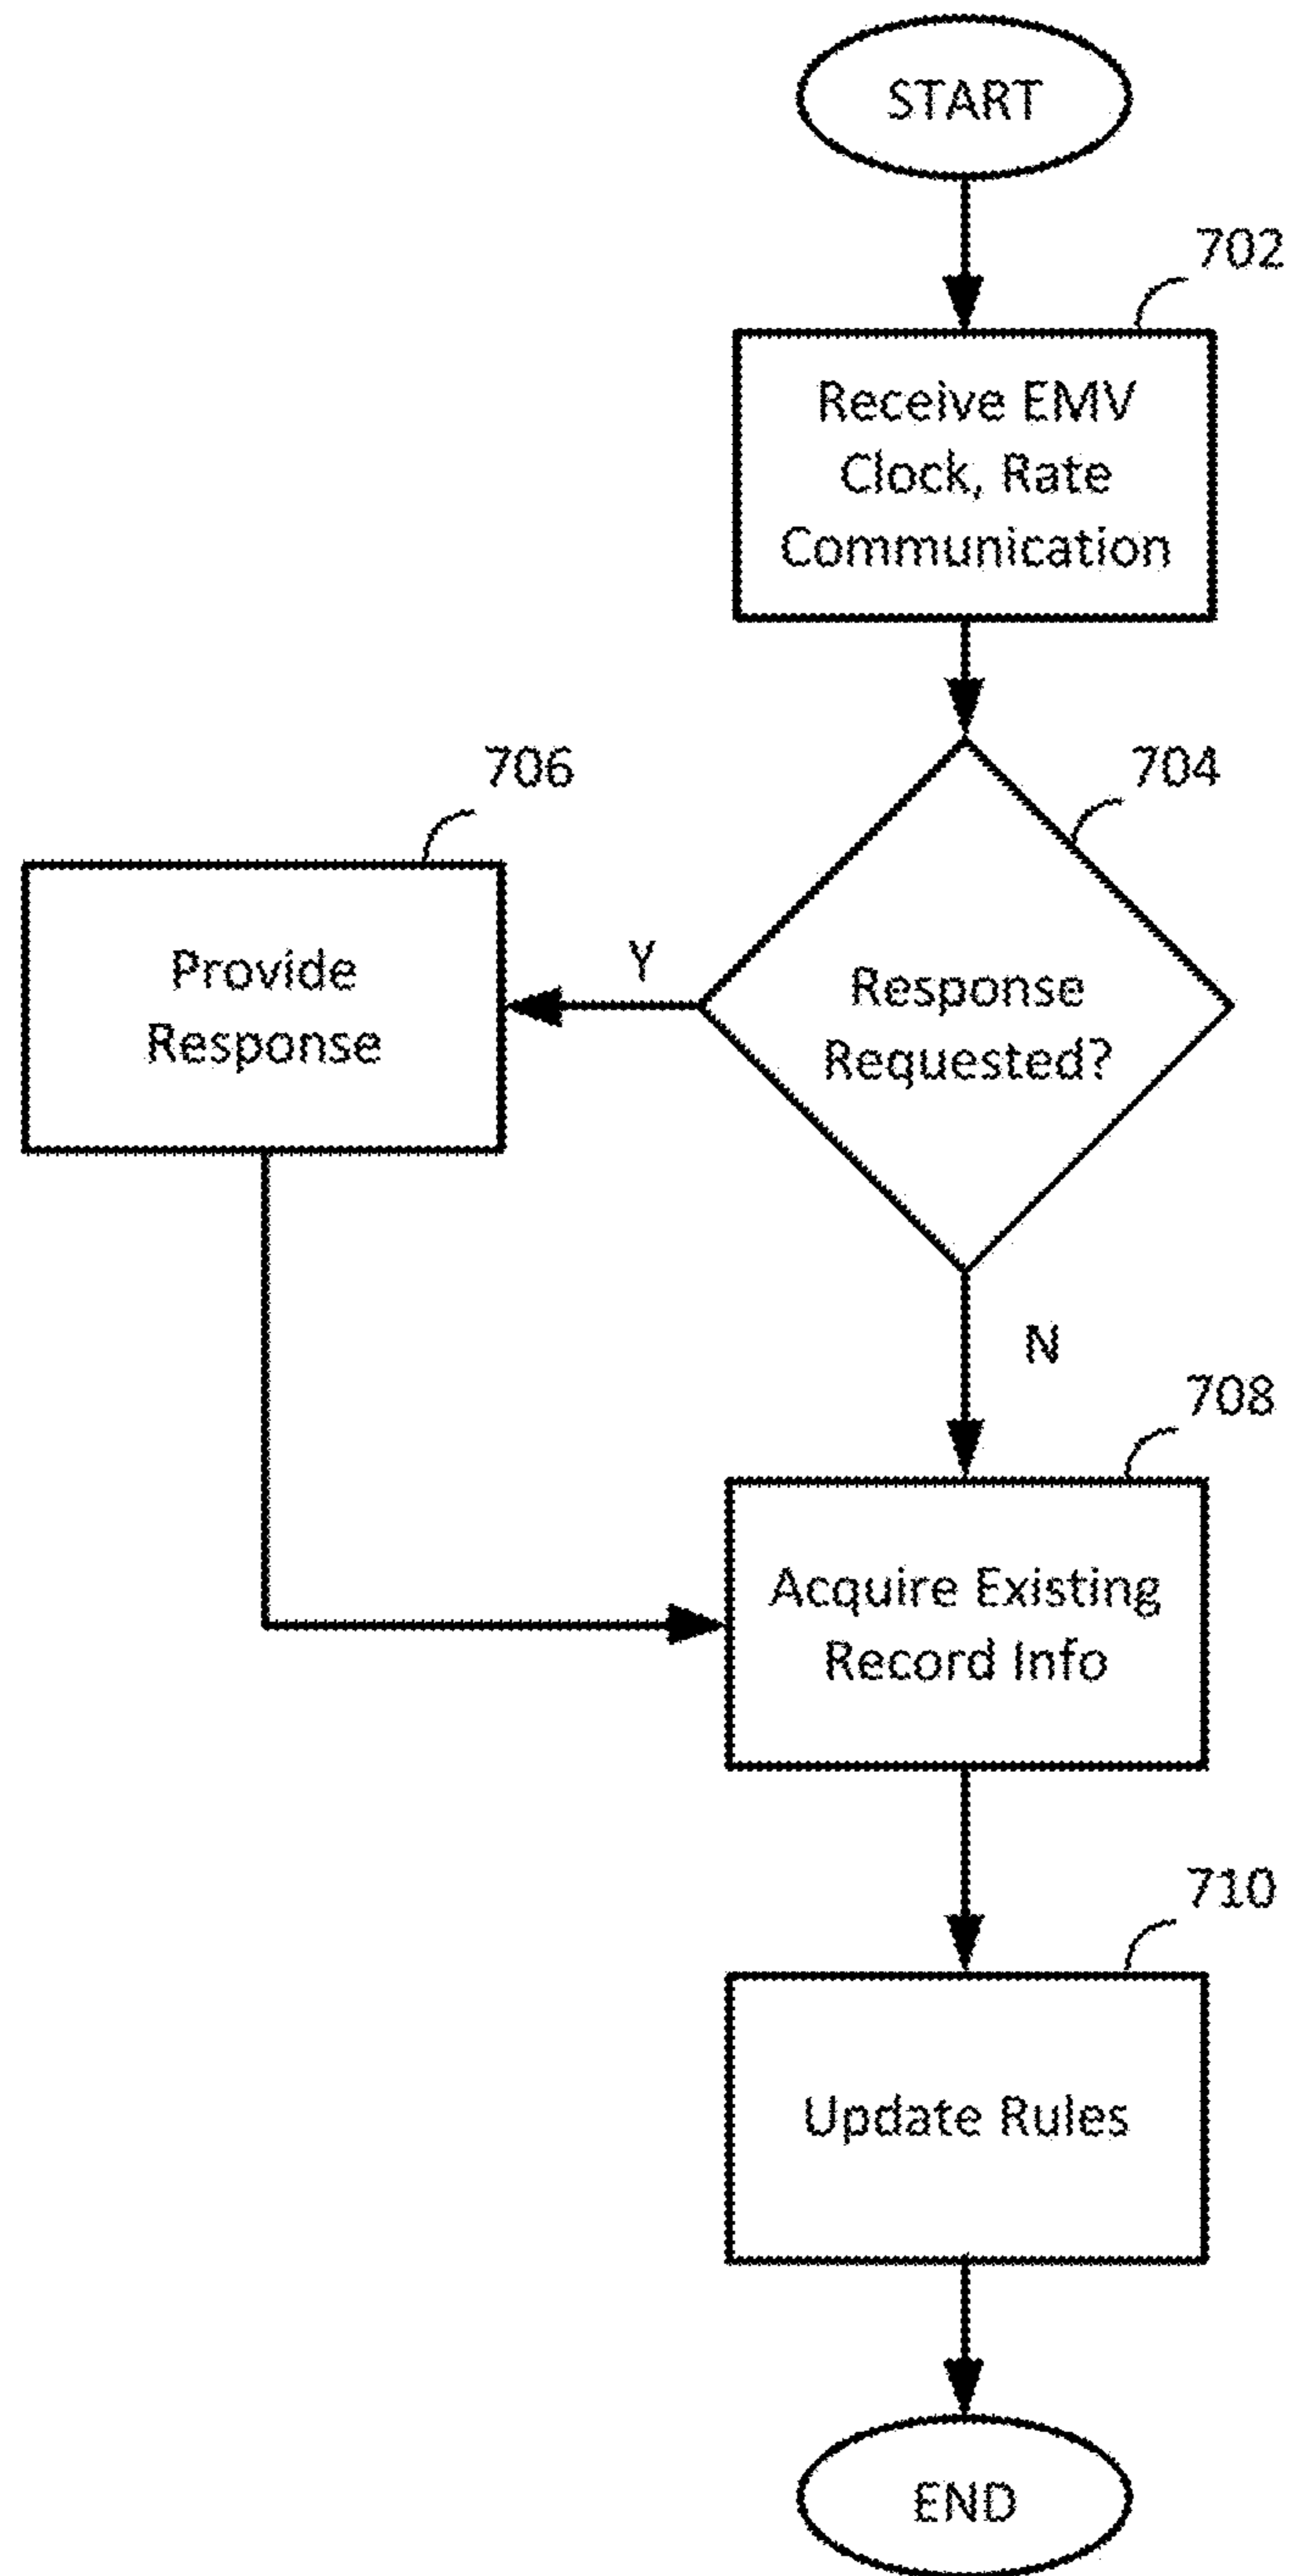 START
702
Receive EMV
Clock, Rate
Communication
704
Response
Requested?
Y
706
Provide
Response
N
708
Acquire Existing
Record Info
710
Update Rules
END